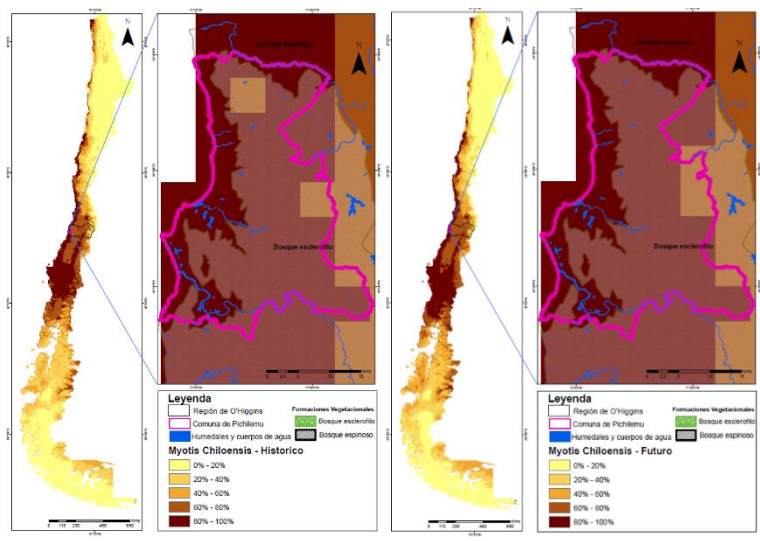 N
N
Bosque espinoso
Bosque esclerofilo
Leyenda
Región de O'Higgins
Comuna de Pichilemu
Humedales y cuerpos de agua
Formaciones Vegetacionales
Bosque esclerofilo
Bosque espinoso
Myotis Chiloensis - Historico
0% - 20%
20% - 40%
40% - 60%
60% - 80%
80% - 100%
N
N
Bosque espinoso
Bosque esclerofilo
Leyenda
Región de O'Higgins
Comuna de Pichilemu
Humedales y cuerpos de agua
Formaciones Vegetacionales
Bosque esclerofilo
Bosque espinoso
Myotis Chiloensis - Futuro
0% - 20%
20% - 40%
40% - 60%
60% - 80%
80% - 100%